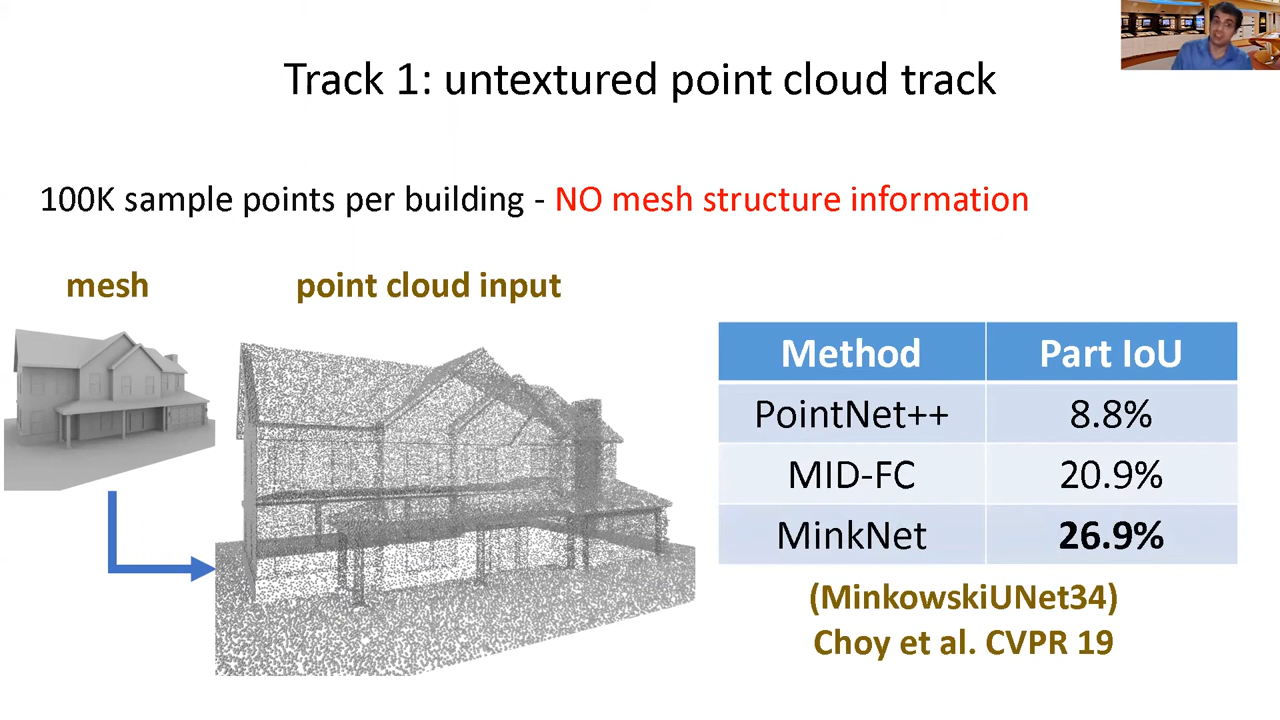 Track 1: untextured point cloud track
100K sample points per building - NO mesh structure information
mesh
point cloud input
Method Part IoU
PointNet++ 8.8%
MID-FC 20.9%
MinkNet 26.9%
(MinkowskiUNet34)
Choy et al. CVPR 19